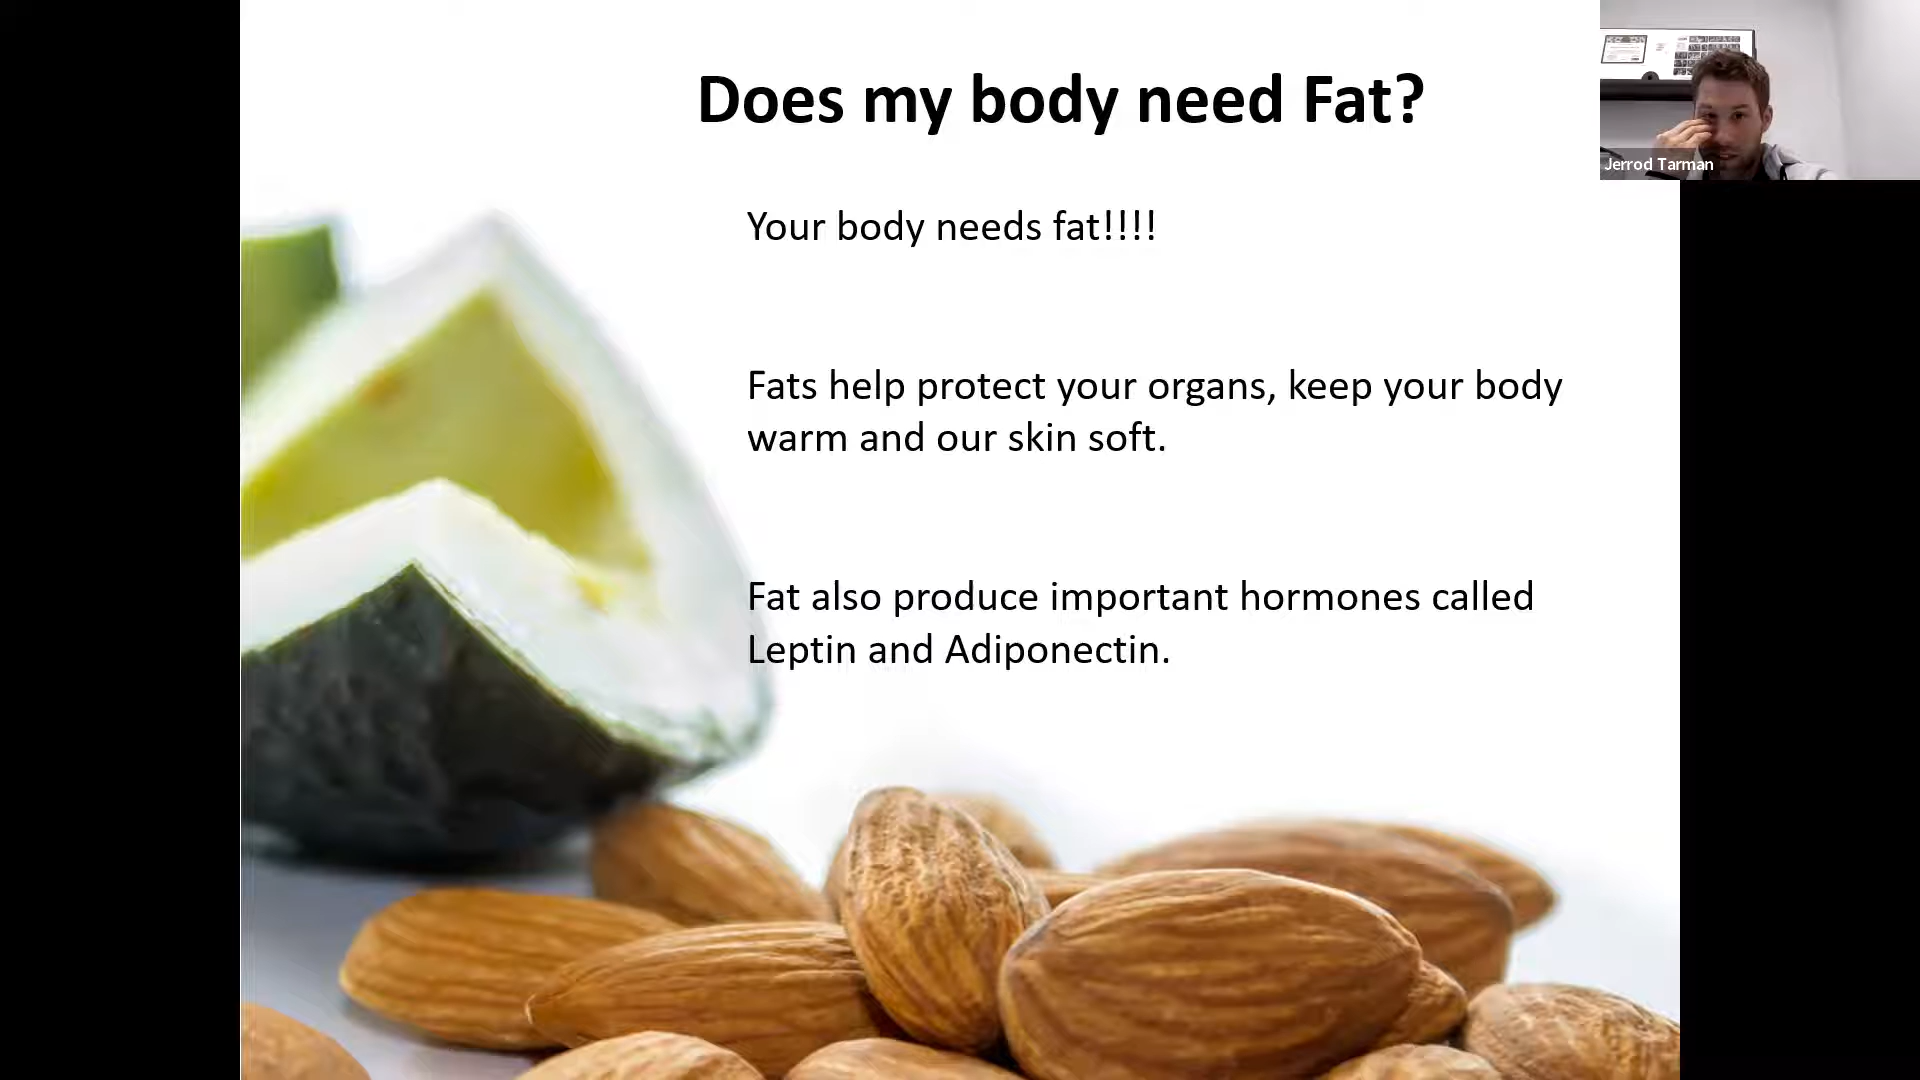 Does my body need Fat?
Jerrod Tarman
Your body needs fat!!!!
Fats help protect your organs, keep your body
warm and our skin soft.
Fat also produce important hormones called
Leptin and Adiponectin.